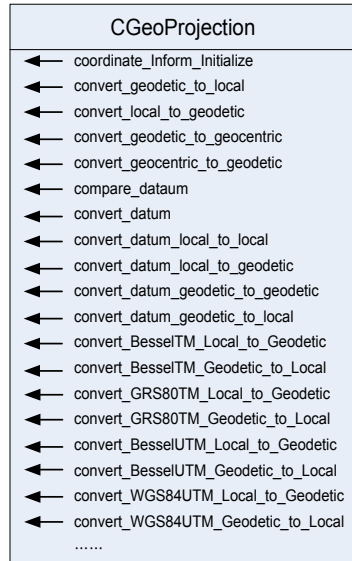 CGeoProjection
coordinate_Inform_Initialize
convert_geodetic_to_local
convert_local_to_geodetic
convert_geodetic_to_geocentric
convert_geocentric_to_geodetic
compare_dataum
convert_datum
convert_datum_local_to_local
convert_datum_local_to_geodetic
convert_datum_geodetic_to_geodetic
convert_datum_geodetic_to_local
convert_BesselTM_Local_to_Geodetic
convert_BesselTM_Geodetic_to_Local
convert_GRS80TM_Local_to_Geodetic
convert_GRS80TM_Geodetic_to_Local
convert_BesselUTM_Local_to_Geodetic
convert_BesselUTM_Geodetic_to_Local
convert_WGS84UTM_Local_to_Geodetic
convert_WGS84UTM_Geodetic_to_Local
......